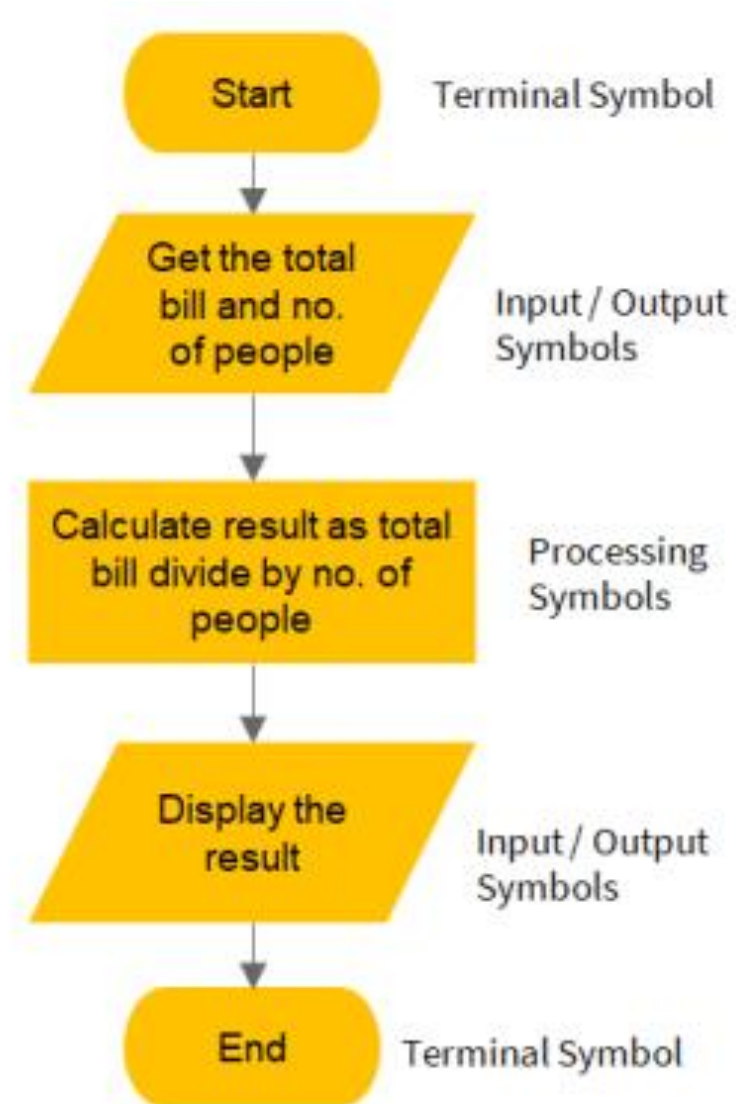 Start
Terminal Symbol
Get the total
bill and no.
of people
Input / Output
Symbols
Calculate result as total
bill divide by no. of
people
Processing
Symbols
Display the
result
Input / Output
Symbols
End
Terminal Symbol